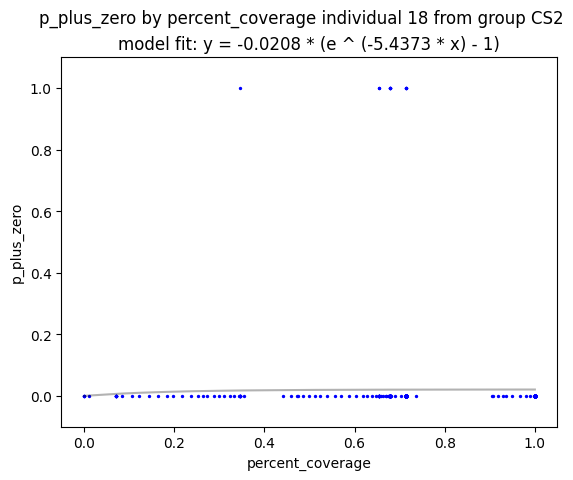 p_plus_zero by percent_coverage individual 18 from group CS2
model fit: y = -0.0208 * (e ^ (-5.4373 * x) - 1)
1.0
0.8
0.6
0.4
0.2
0.0
p_plus_zero
0.0 0.2 0.4 0.6 0.8 1.0
percent_coverage